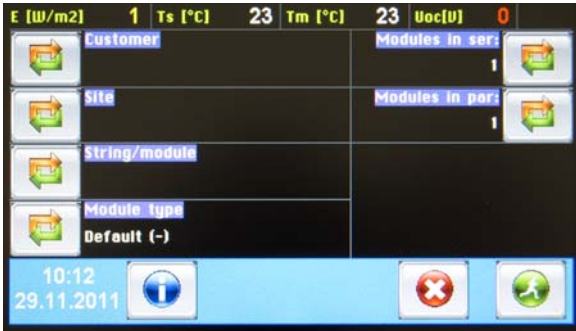 E [W/m2] 1 Ts [°C] 23 Tm [°C] 23 Uoc[V] 0
Customer
Modules in ser:
1
Site
Modules in par:
1
String/module
Module type
Default (-)
10:12
29.11.2011